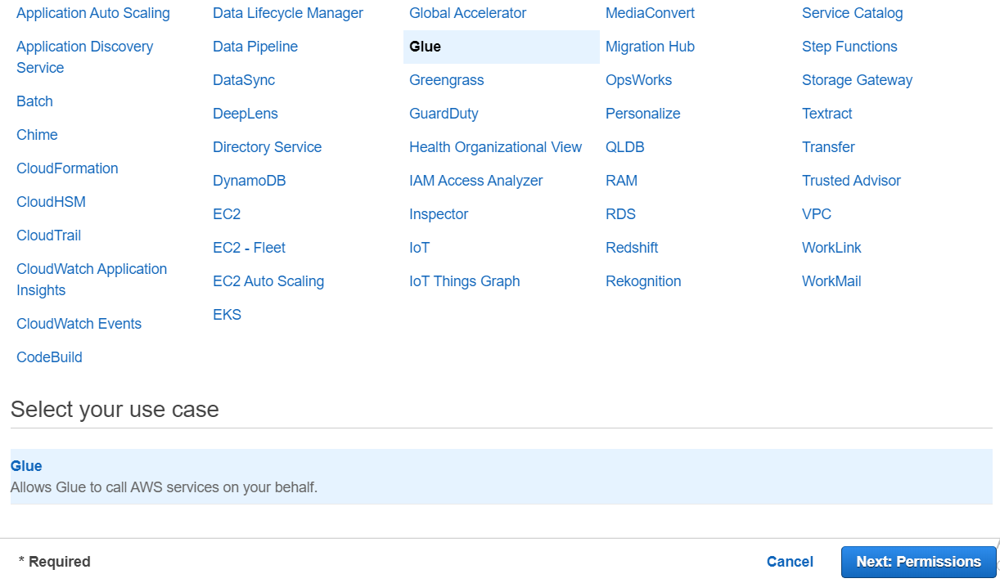 Application Auto Scaling
Application Discovery
Service
Batch
Chime
CloudFormation
CloudHSM
CloudTrail
CloudWatch Application
Insights
CloudWatch Events
CodeBuild
Data Lifecycle Manager
Data Pipeline
DataSync
DeepLens
Directory Service
DynamoDB
EC2
EC2 - Fleet
EC2 Auto Scaling
EKS
Global Accelerator
Glue
Greengrass
GuardDuty
Health Organizational View
IAM Access Analyzer
Inspector
IoT
IoT Things Graph
MediaConvert
Migration Hub
OpsWorks
Personalize
QLDB
RAM
RDS
Redshift
Rekognition
Service Catalog
Step Functions
Storage Gateway
Textract
Transfer
Trusted Advisor
VPC
WorkLink
WorkMail
Select your use case
Glue
Allows Glue to call AWS services on your behalf.
* Required
Cancel
Next: Permissions